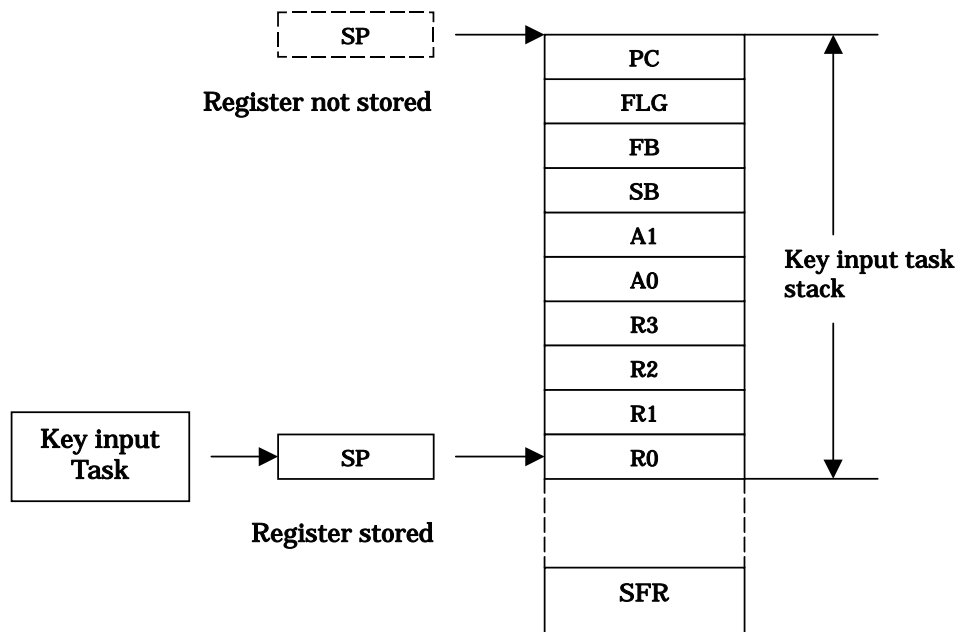 SP
PC
Register not stored
FLG
FB
SB
A1
Key input task
stack
A0
R3
R2
R1
Key input
Task
SP
R0
Register stored
SFR